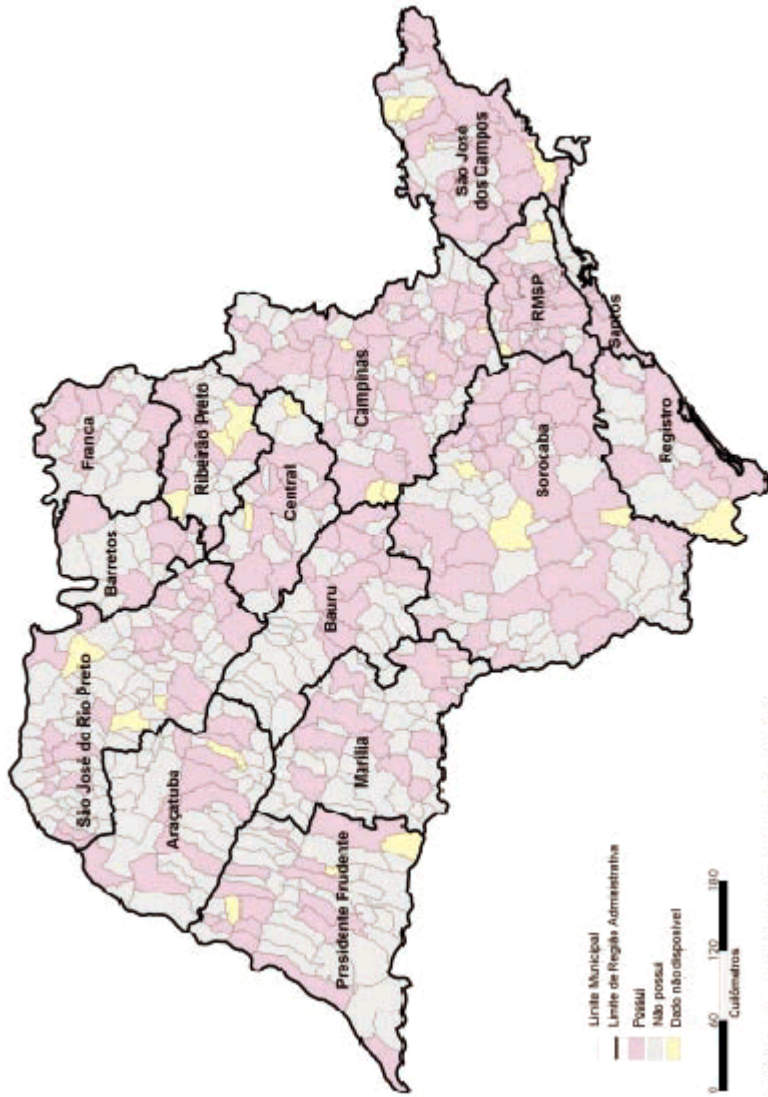 São José do Rio Preto
Barretos
Franca
Ribeirão Preto
Araçatuba
Central
Presidente Prudente
Marília
Bauru
Campinas
São José
dos Campos
RMSP
Sorocaba
Santos
Registro
Limite Municipal
Limite de Região Administrativa
Possui
Não possui
Dado não disponível
0 60 120 180